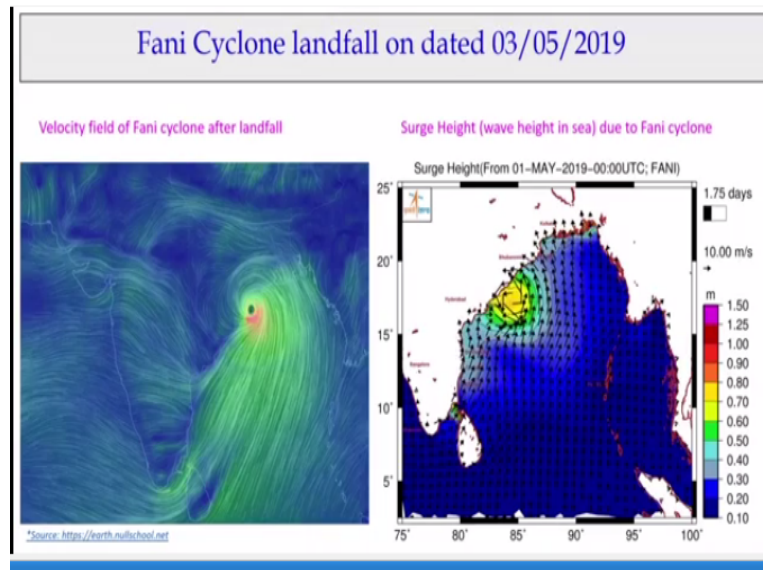 Fani Cyclone landfall on dated 03/05/2019
Velocity field of Fani cyclone after landfall
Surge Height (wave height in sea) due to Fani cyclone
Surge Height(From 01-MAY-2019-00:00UTC; FANI)
25°
20°
15°
10°
5°
75°
80°
85°
90°
95°
100°
Hyderabad
1.75 days
10.00 m/s
m
1.50
1.25
1.00
0.90
0.80
0.70
0.60
0.50
0.40
0.30
0.20
0.10
*Source: https://earth.nullschool.net